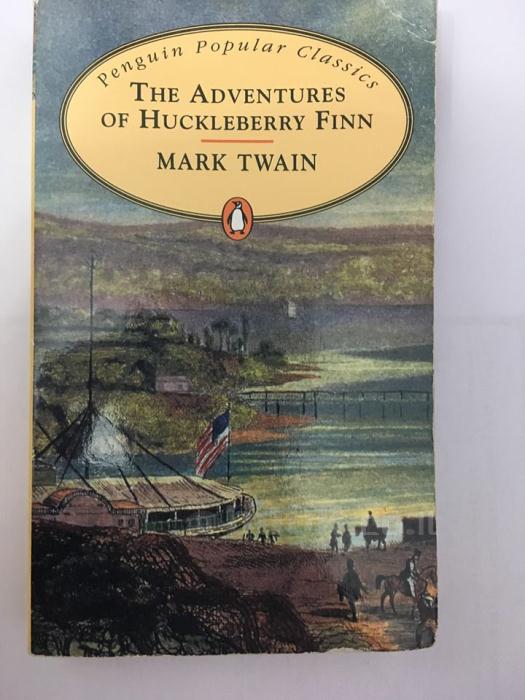 Penguin Popular Classics
THE ADVENTURES
OF HUCKLEBERRY FINN
MARK TWAIN